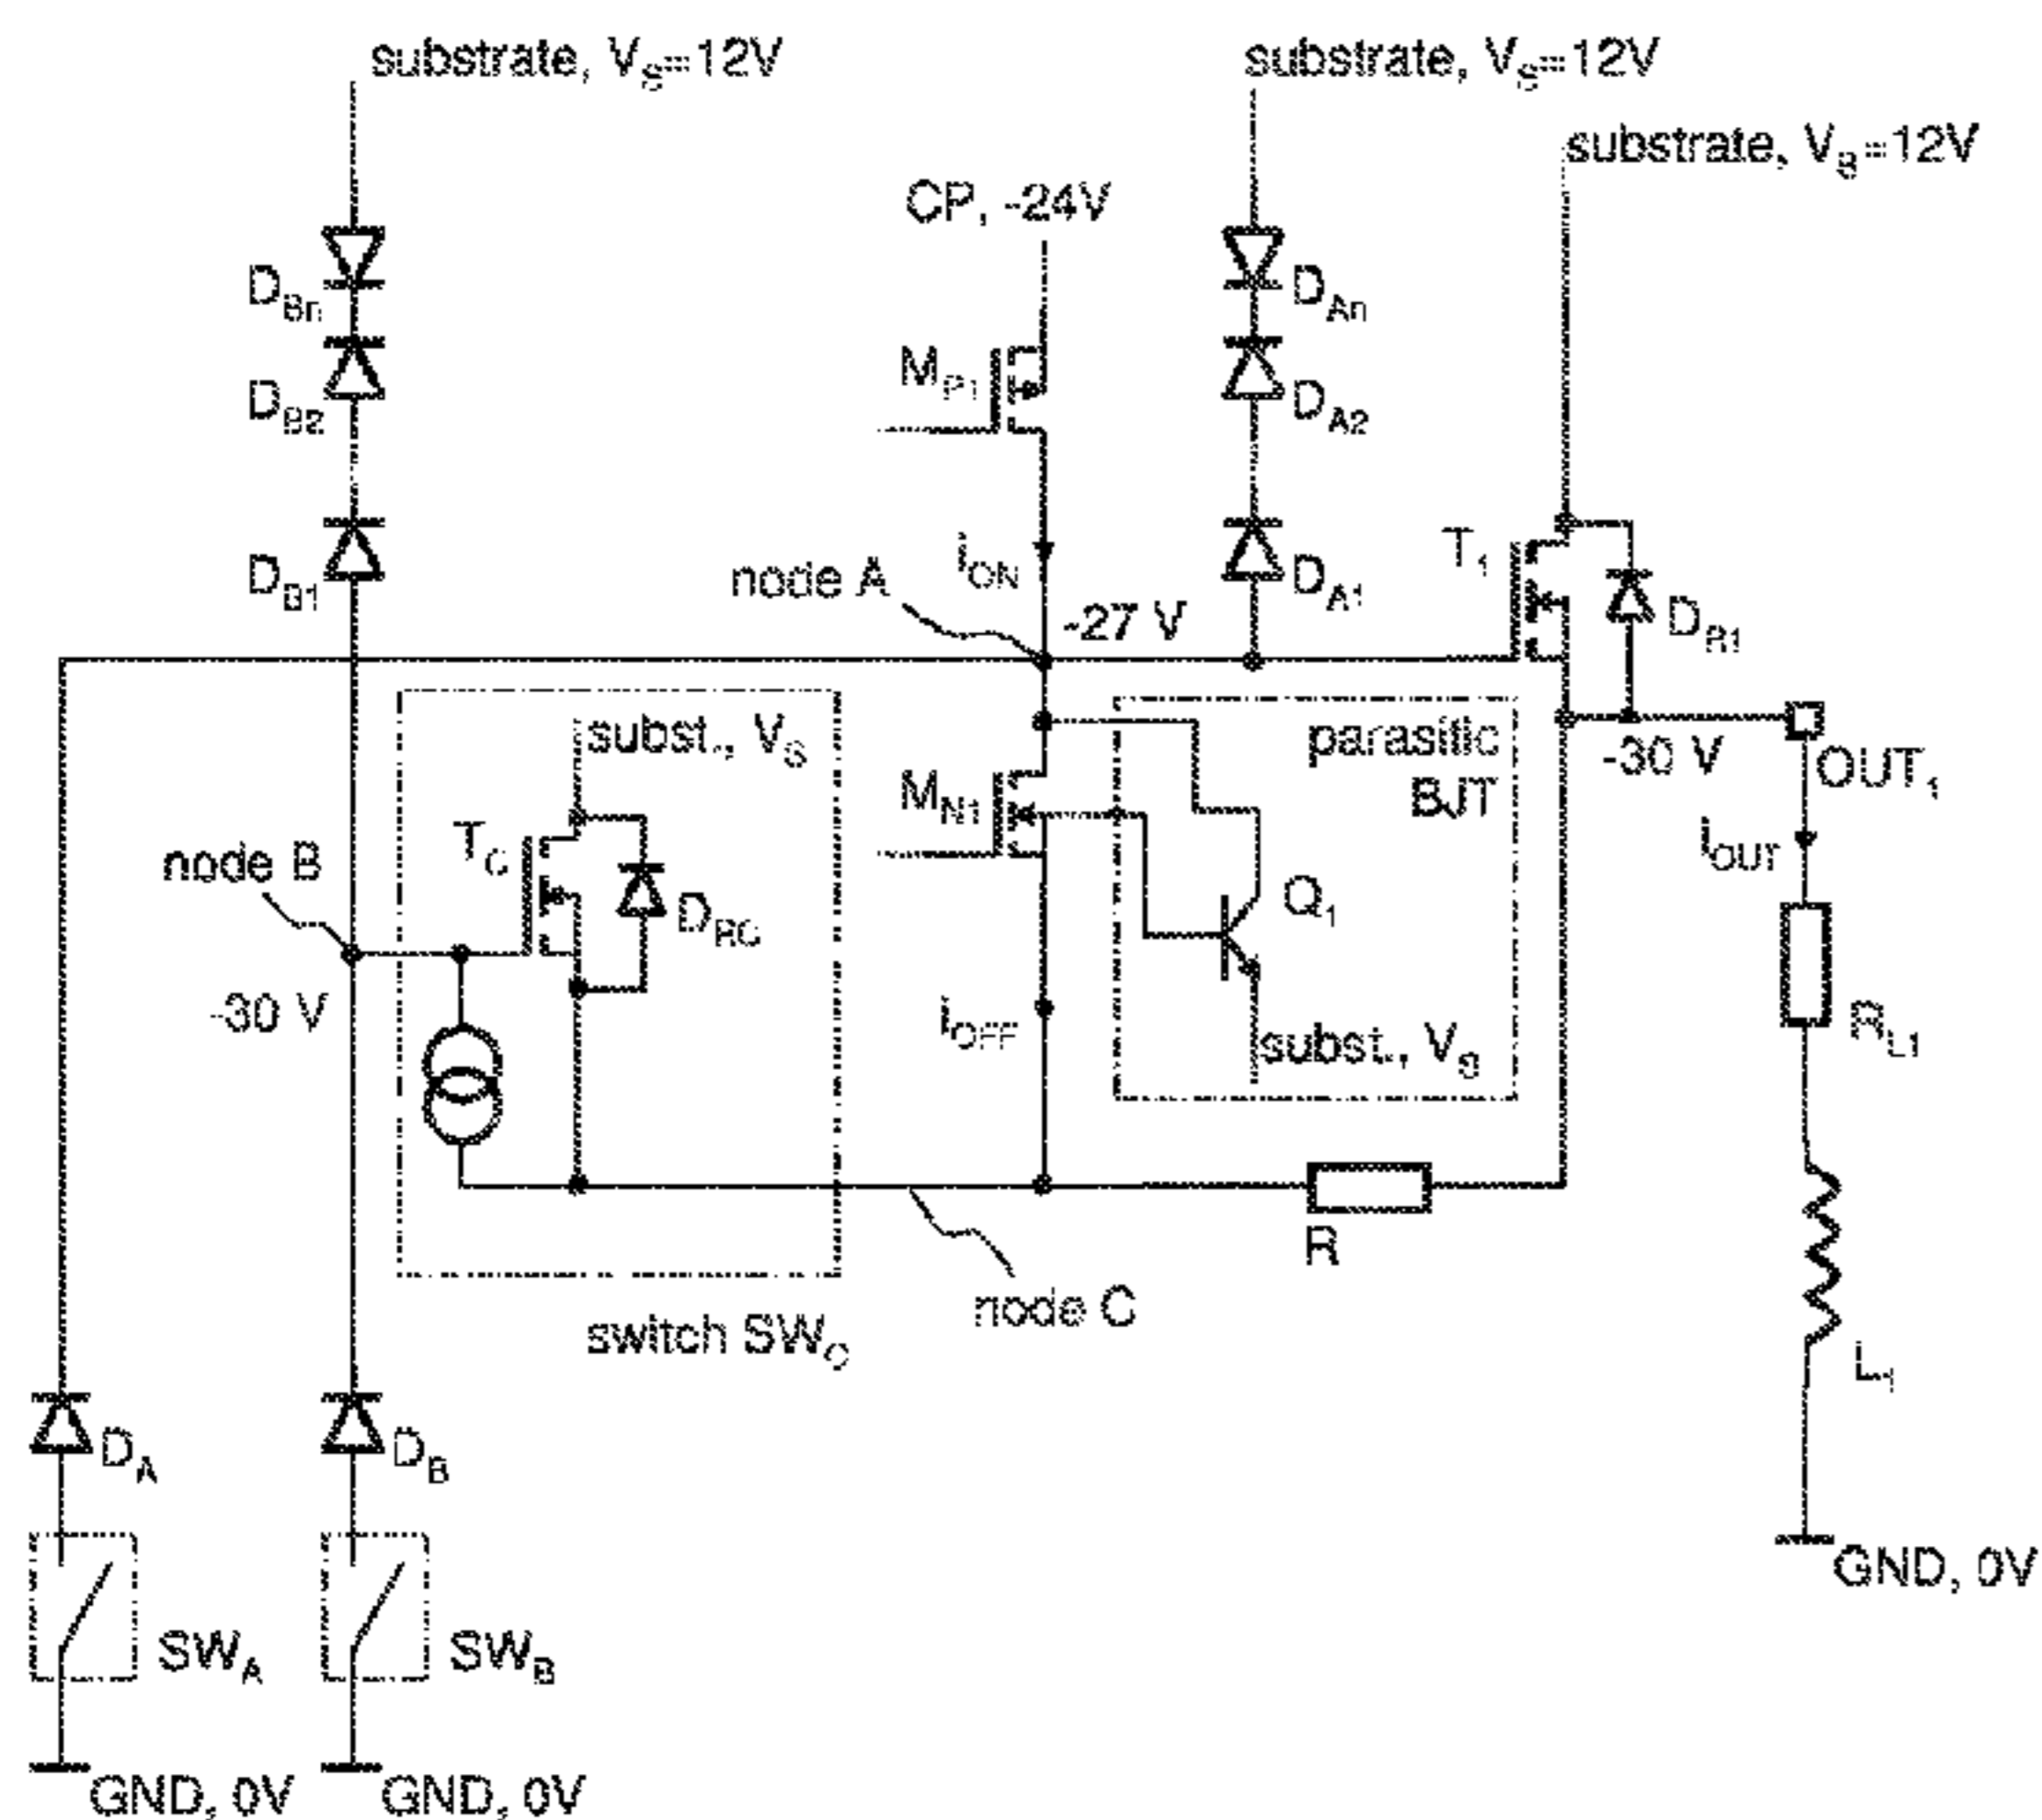 substrate, V_S=12V
substrate, V_S=12V
substrate, V_S=12V
CP, -24V
D_Bn
D_An
M_P1
D_B2
D_A2
i_ON
T_1
D_B1
node A
D_A1
D_R1
-27 V
subst., V_S
parasitic
BJT
-30 V
OUT_1
M_N1
T_C
i_OUT
node B
D_RC
Q_1
-30 V
i_OFF
subst., V_S
R_L1
R
node C
switch SW_C
L_1
D_A
D_B
GND, 0V
SW_A
SW_B
GND, 0V
GND, 0V